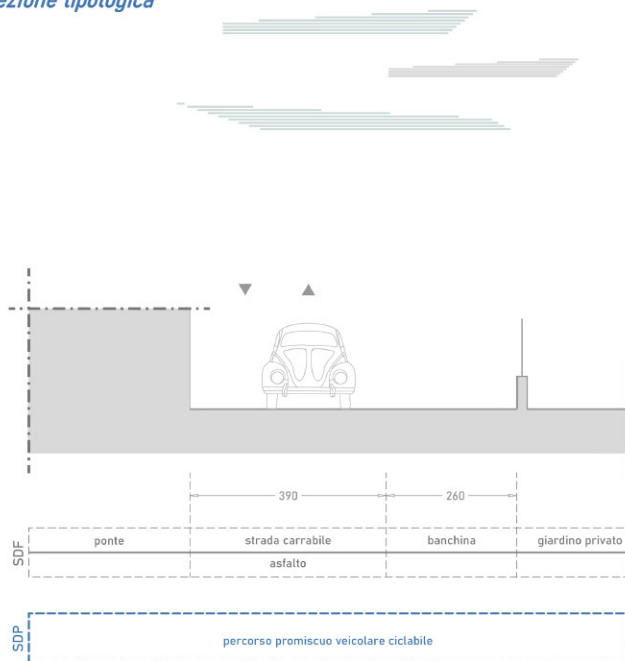 ezione tipologica
390 260
SDF
ponte strada carrabile banchina giardino privato
asfalto
SDP
percorso promiscuo veicolare ciclabile